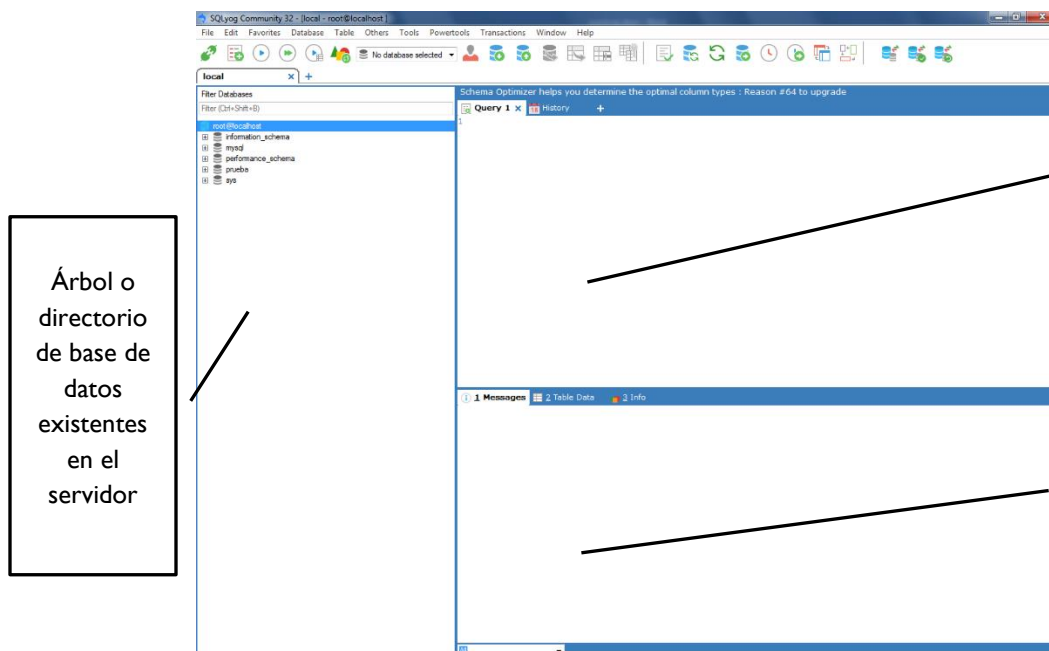 SQLyog Community 32 - [local - root@localhost]
File Edit Favorites Database Table Others Tools Powertools Transactions Window Help
No database selected
local x +
Filter Databases
Filter (Ctrl+Shift+B)
root@localhost
information_schema
mysql
performance_schema
prueba
sys
Schema Optimizer helps you determine the optimal column types : Reason #64 to upgrade
Query 1 x History +
1
1 Messages 2 Table Data 3 Info
Árbol o
directorio
de base de
datos
existentes
en el
servidor